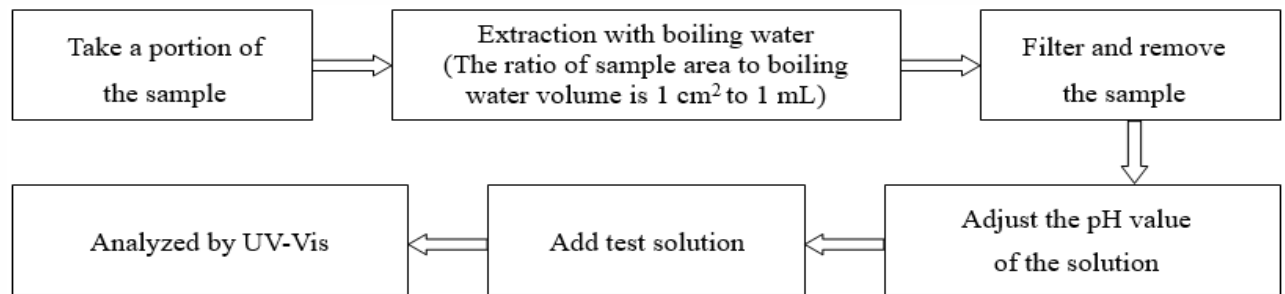 Take a portion of
the sample
Extraction with boiling water
(The ratio of sample area to boiling
water volume is 1 cm² to 1 mL)
Filter and remove
the sample
Adjust the pH value
of the solution
Add test solution
Analyzed by UV-Vis